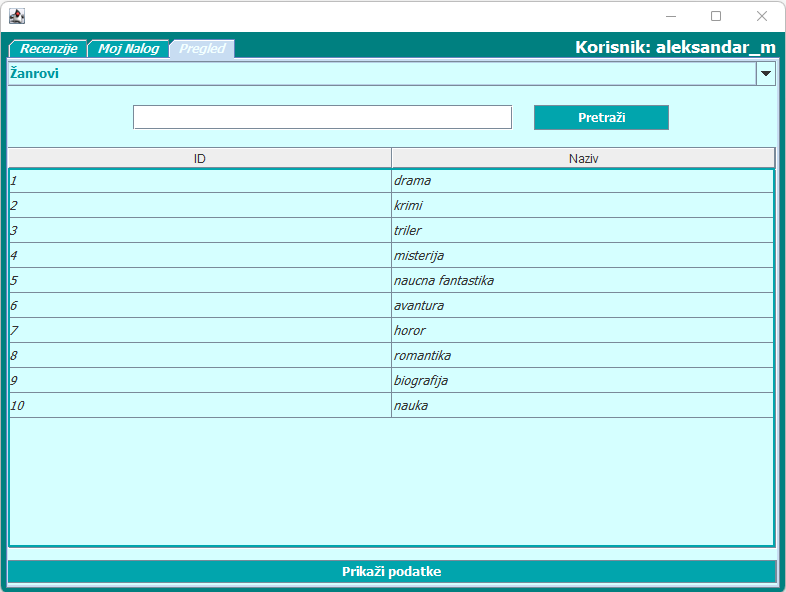 Recenzije Moj Nalog Pregled Korisnik: aleksandar_m
Žanrovi
Pretraži
ID Naziv
1 drama
2 krimi
3 triler
4 misterija
5 naucna fantastika
6 avantura
7 horor
8 romantika
9 biografija
10 nauka
Prikaži podatke